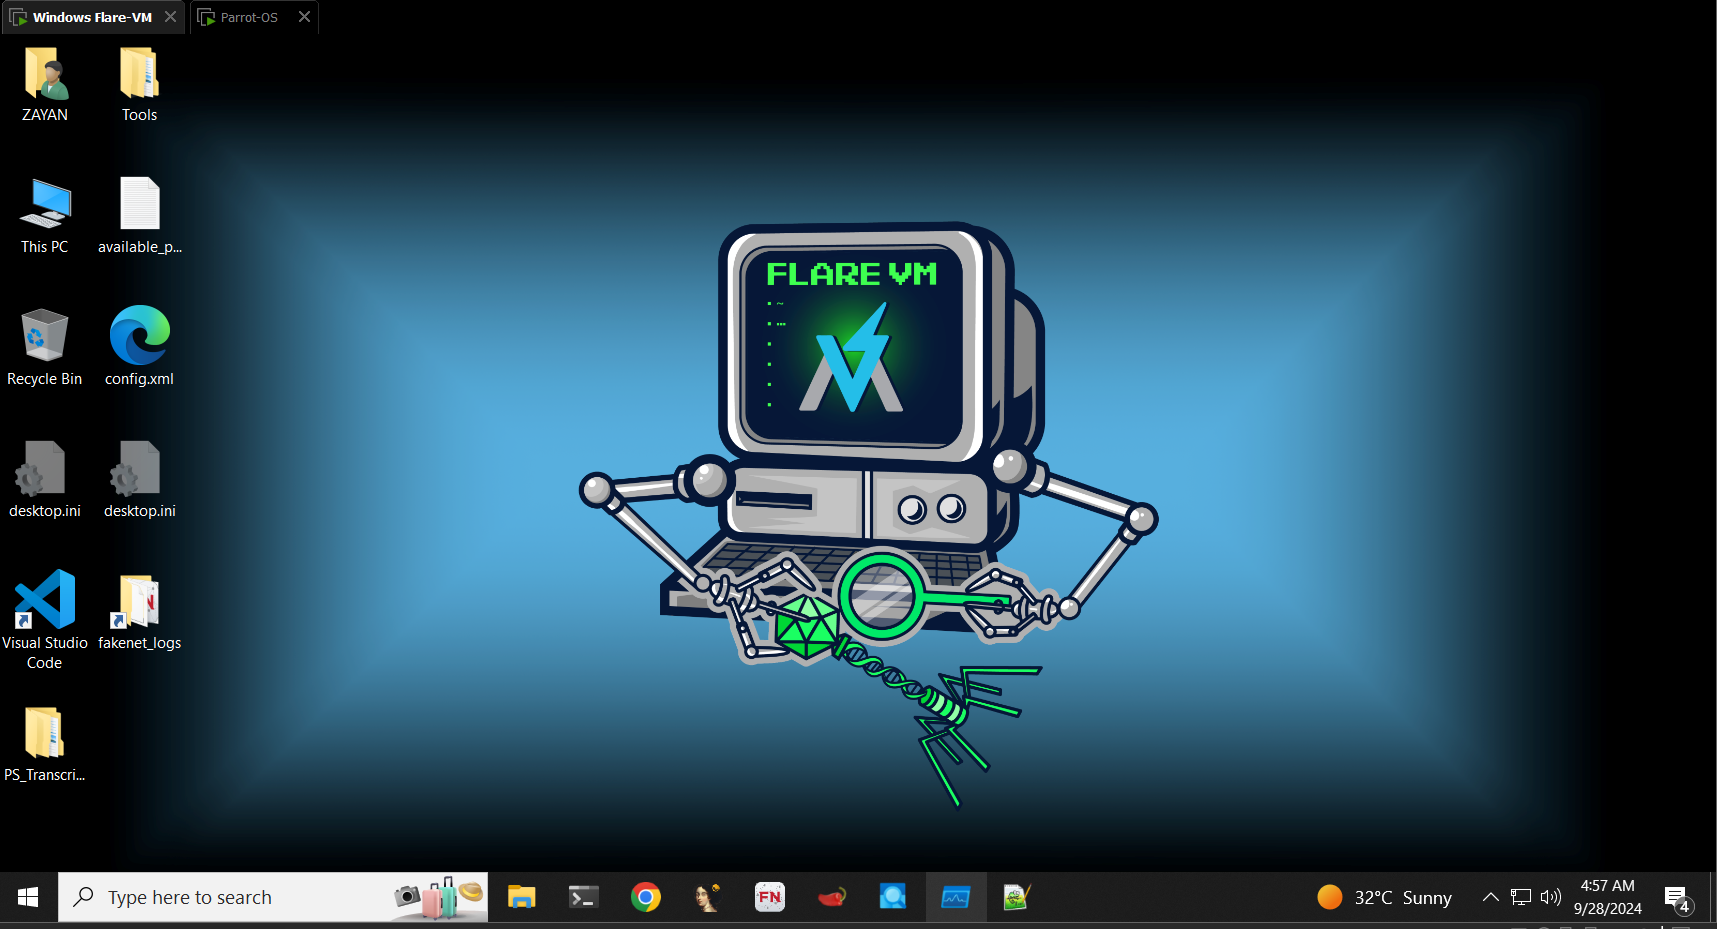 Windows Flare-VM
Parrot-OS
ZAYAN
Tools
This PC
available_p...
Recycle Bin
config.xml
desktop.ini
desktop.ini
Visual Studio
Code
fakenet_logs
PS_Transcri...
FLARE VM
Type here to search
FN
32°C Sunny
4:57 AM
9/28/2024
4